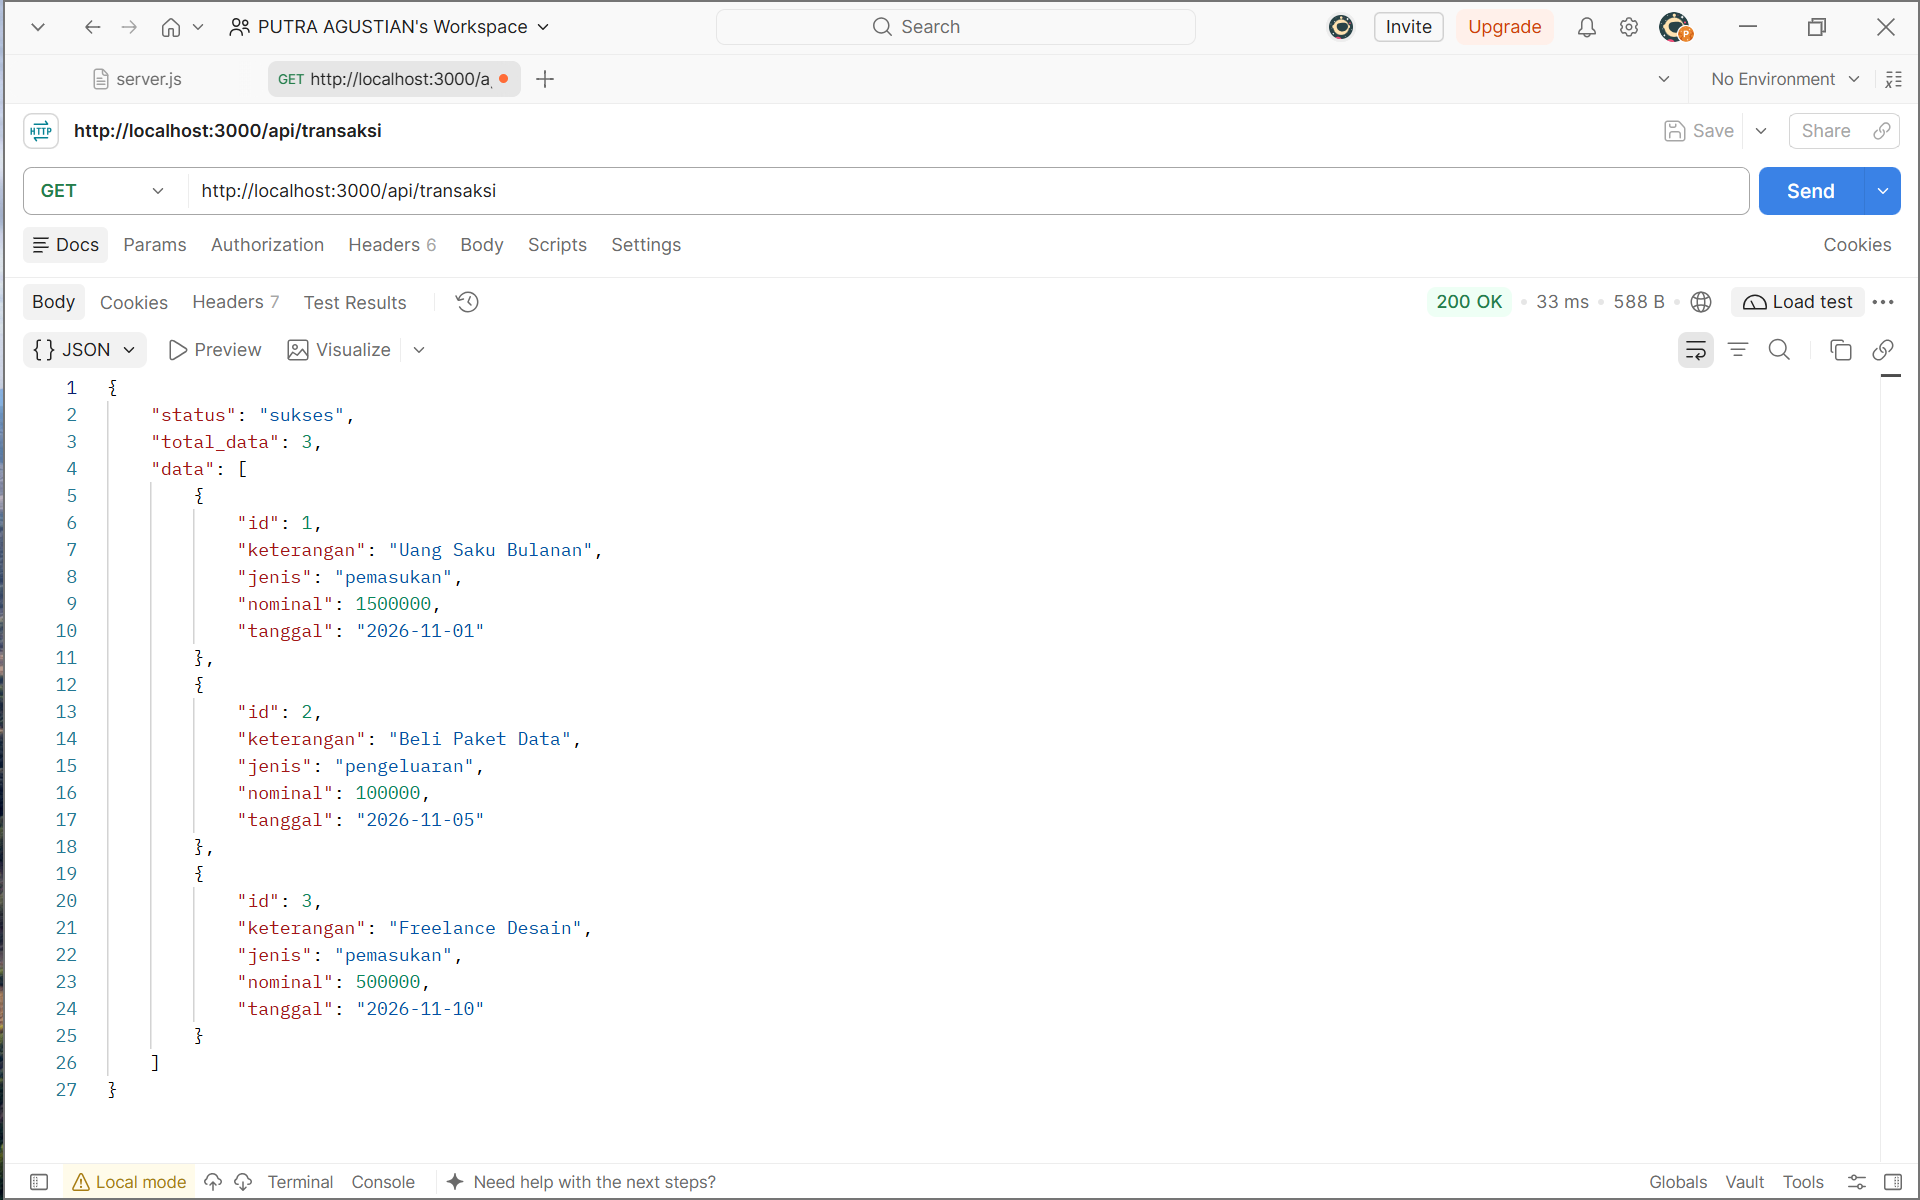 PUTRA AGUSTIAN's Workspace
Search
Invite
Upgrade
P
server.js
GET http://localhost:3000/a
No Environment
HTTP
http://localhost:3000/api/transaksi
Save
Share
GET
http://localhost:3000/api/transaksi
Send
Docs Params Authorization Headers 6 Body Scripts Settings
Cookies
Body Cookies Headers 7 Test Results
200 OK • 33 ms • 588 B •
Load test
{} JSON
Preview
Visualize
1 {
2 "status": "sukses",
3 "total_data": 3,
4 "data": [
5 {
6 "id": 1,
7 "keterangan": "Uang Saku Bulanan",
8 "jenis": "pemasukan",
9 "nominal": 1500000,
10 "tanggal": "2026-11-01"
11 },
12 {
13 "id": 2,
14 "keterangan": "Beli Paket Data",
15 "jenis": "pengeluaran",
16 "nominal": 100000,
17 "tanggal": "2026-11-05"
18 },
19 {
20 "id": 3,
21 "keterangan": "Freelance Desain",
22 "jenis": "pemasukan",
23 "nominal": 500000,
24 "tanggal": "2026-11-10"
25 }
26 ]
27 }
Local mode
Terminal
Console
Need help with the next steps?
Globals
Vault
Tools